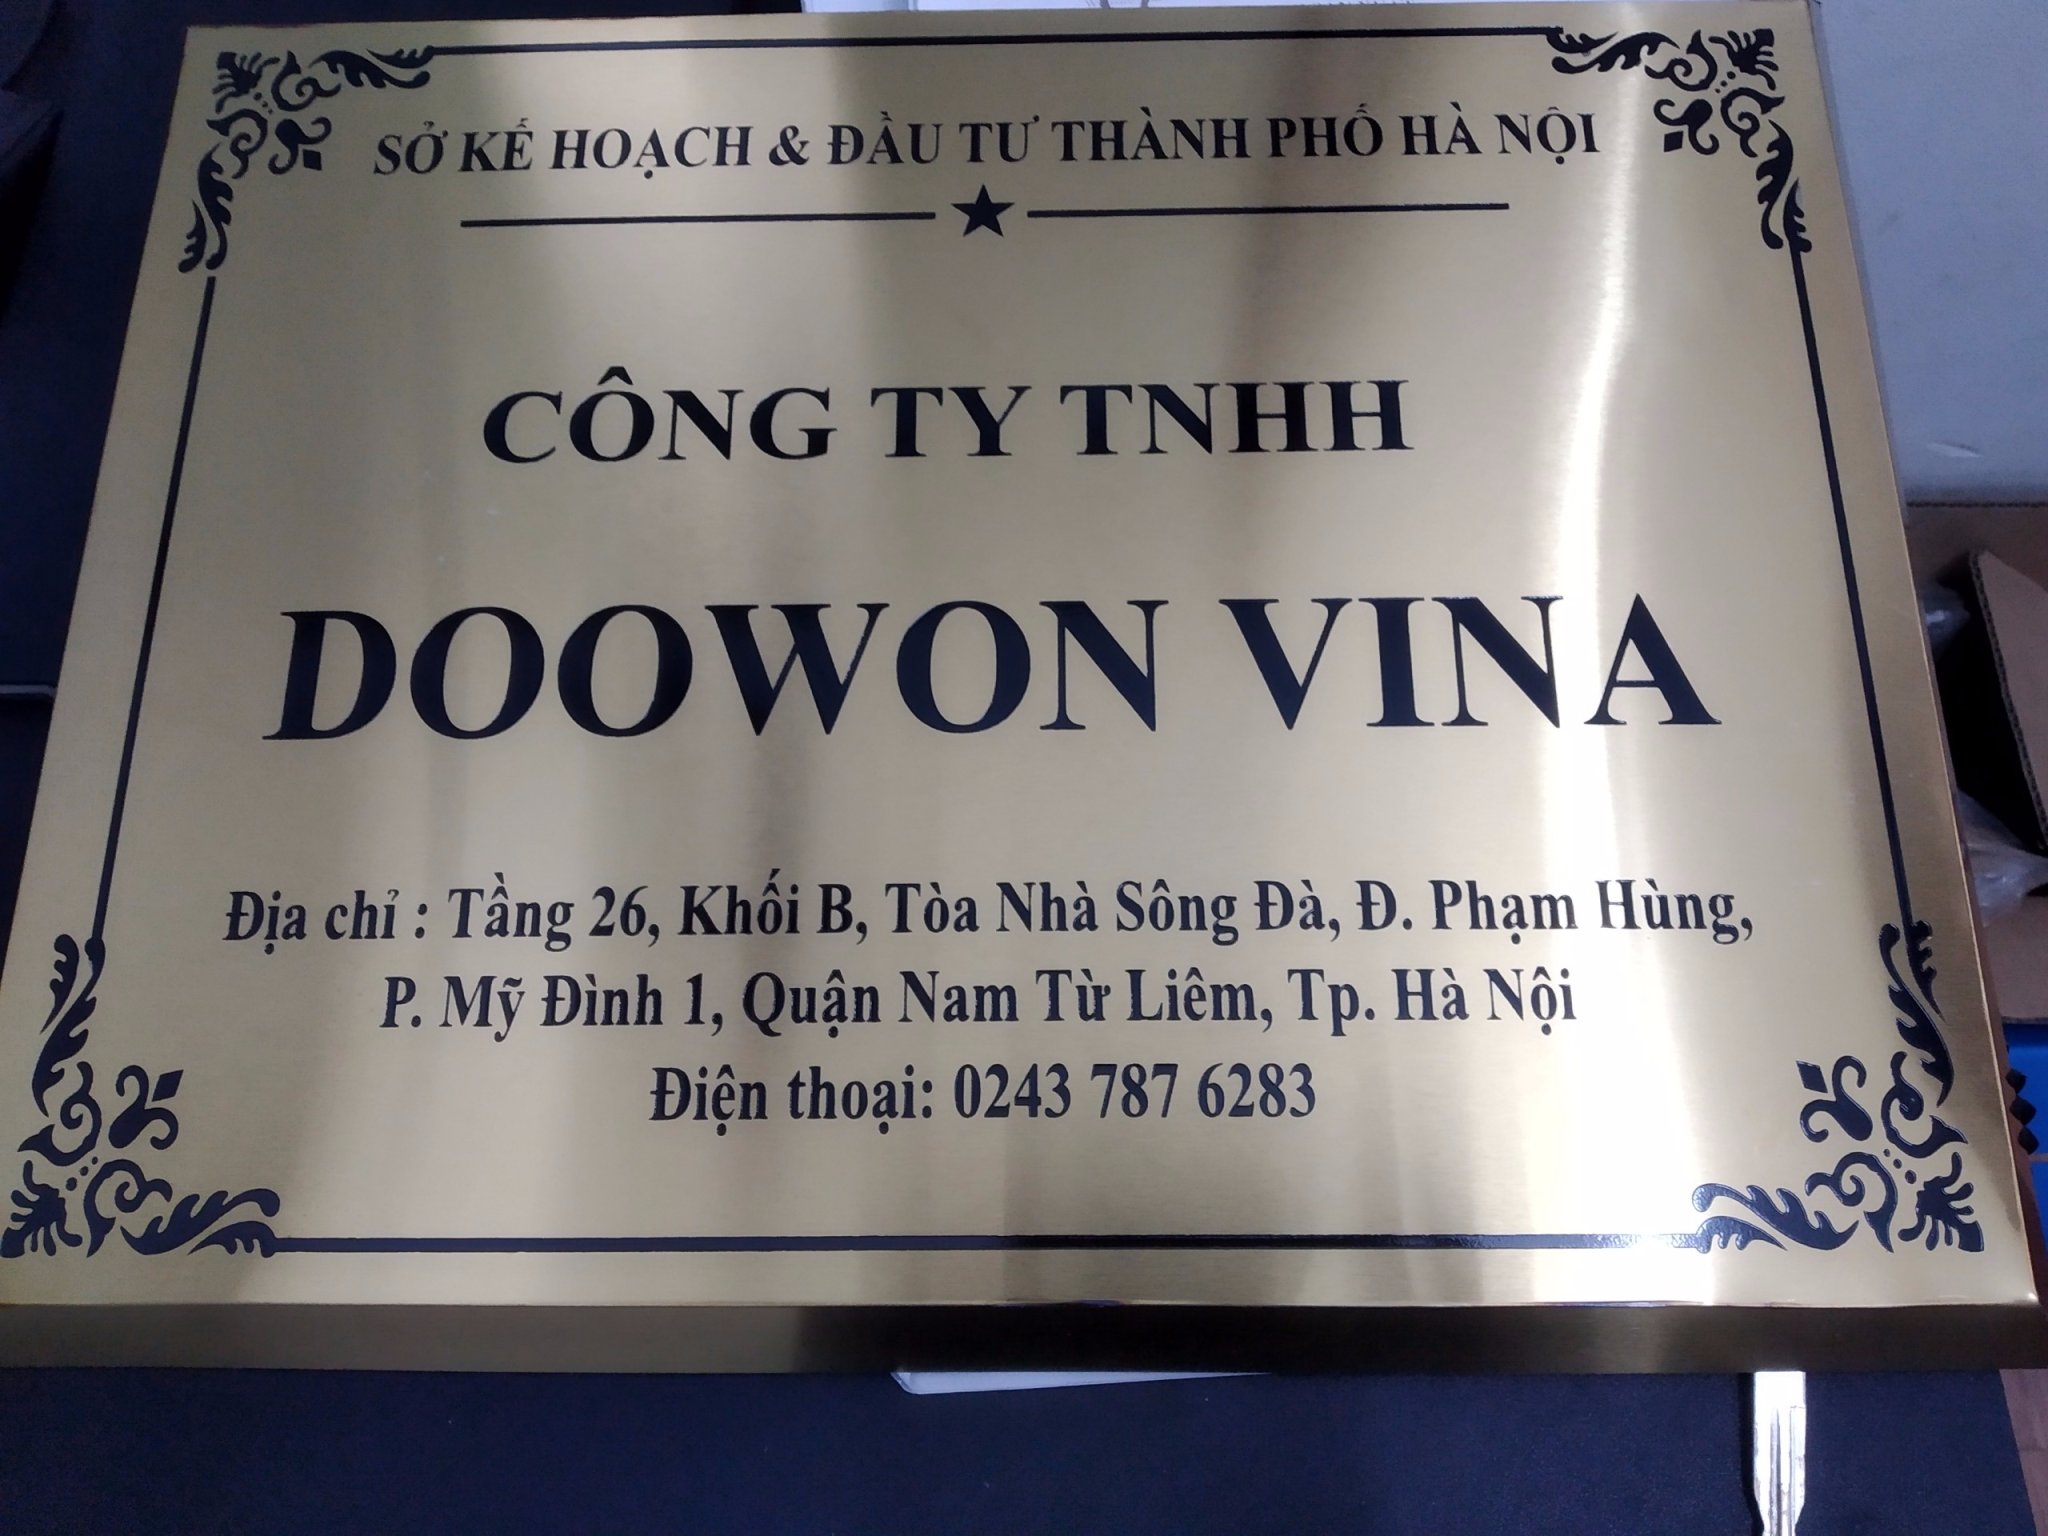 SỞ KẾ HOẠCH & ĐẦU TƯ THÀNH PHỐ HÀ NỘI
CÔNG TY TNHH
DOOWON VINA
Địa chỉ : Tầng 26, Khối B, Tòa Nhà Sông Đà, Đ. Phạm Hùng,
P. Mỹ Đình 1, Quận Nam Từ Liêm, Tp. Hà Nội
Điện thoại: 0243 787 6283